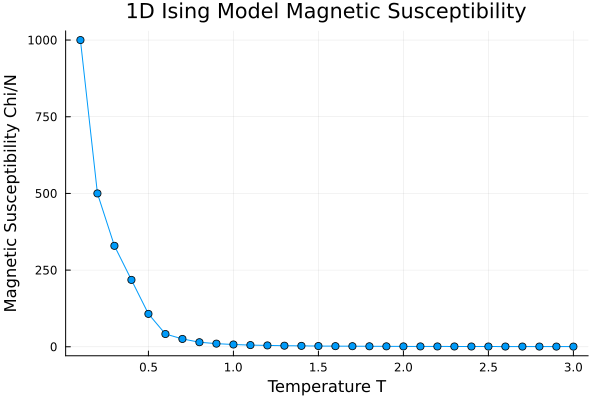 1D Ising Model Magnetic Susceptibility
Magnetic Susceptibility Chi/N
1000
750
500
250
0
0.5 1.0 1.5 2.0 2.5 3.0
Temperature T